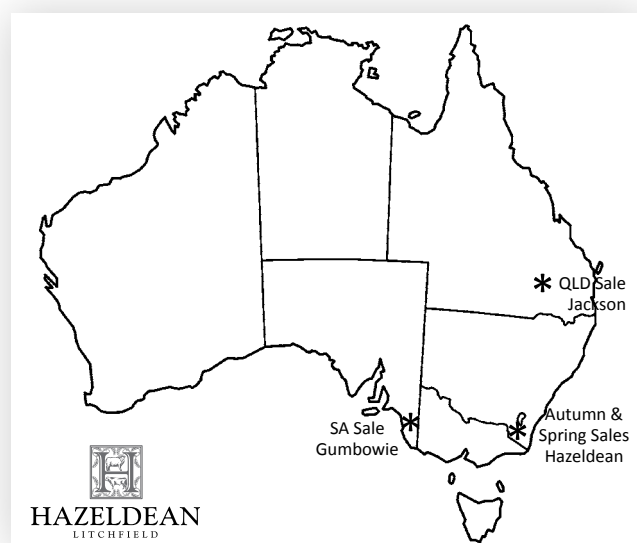 * QLD Sale
Jackson
SA Sale *
Gumbowie
* Autumn &
Spring Sales
Hazeldean
H
HAZELDEAN
LITCHFIELD